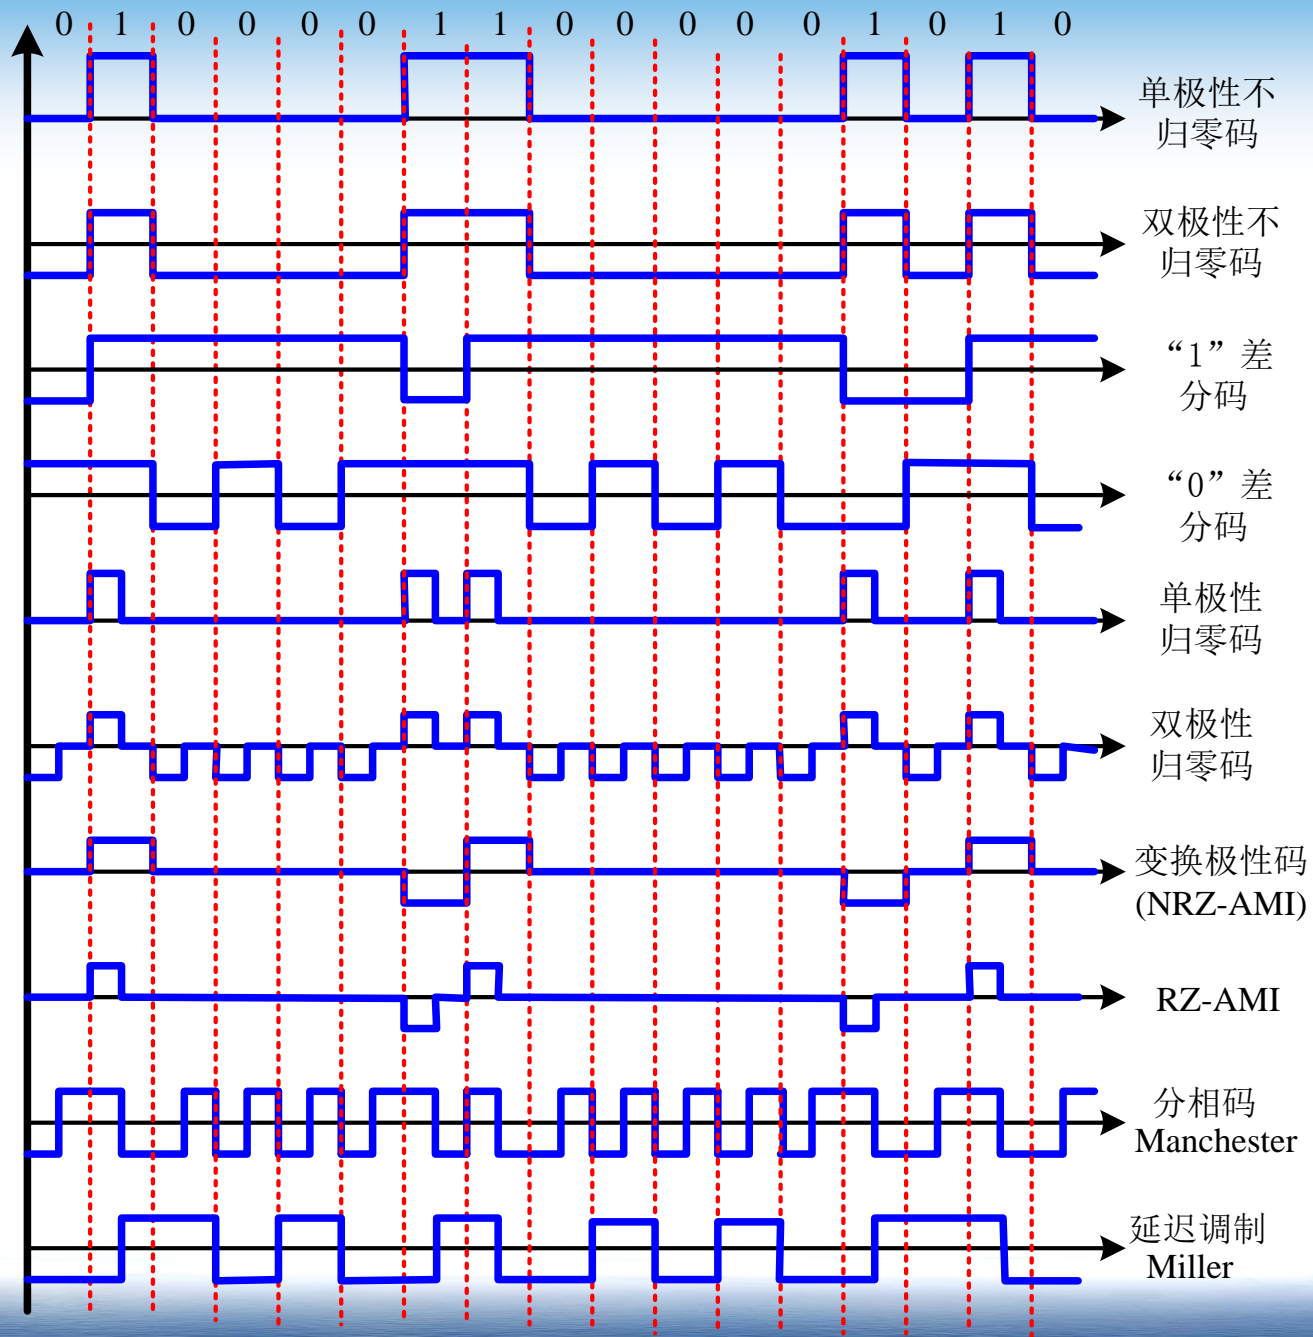 0 1 0 0 0 0 1 1 0 0 0 0 0 1 0 1 0
单极性不
归零码
双极性不
归零码
“1”差
分码
“0”差
分码
单极性
归零码
双极性
归零码
变换极性码
(NRZ-AMI)
RZ-AMI
分相码
Manchester
延迟调制
Miller